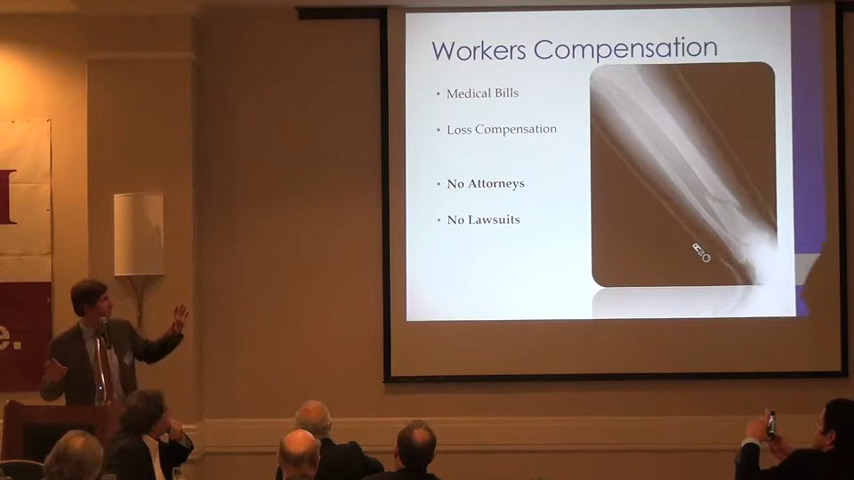 Workers Compensation
• Medical Bills
• Loss Compensation
• No Attorneys
• No Lawsuits
e.